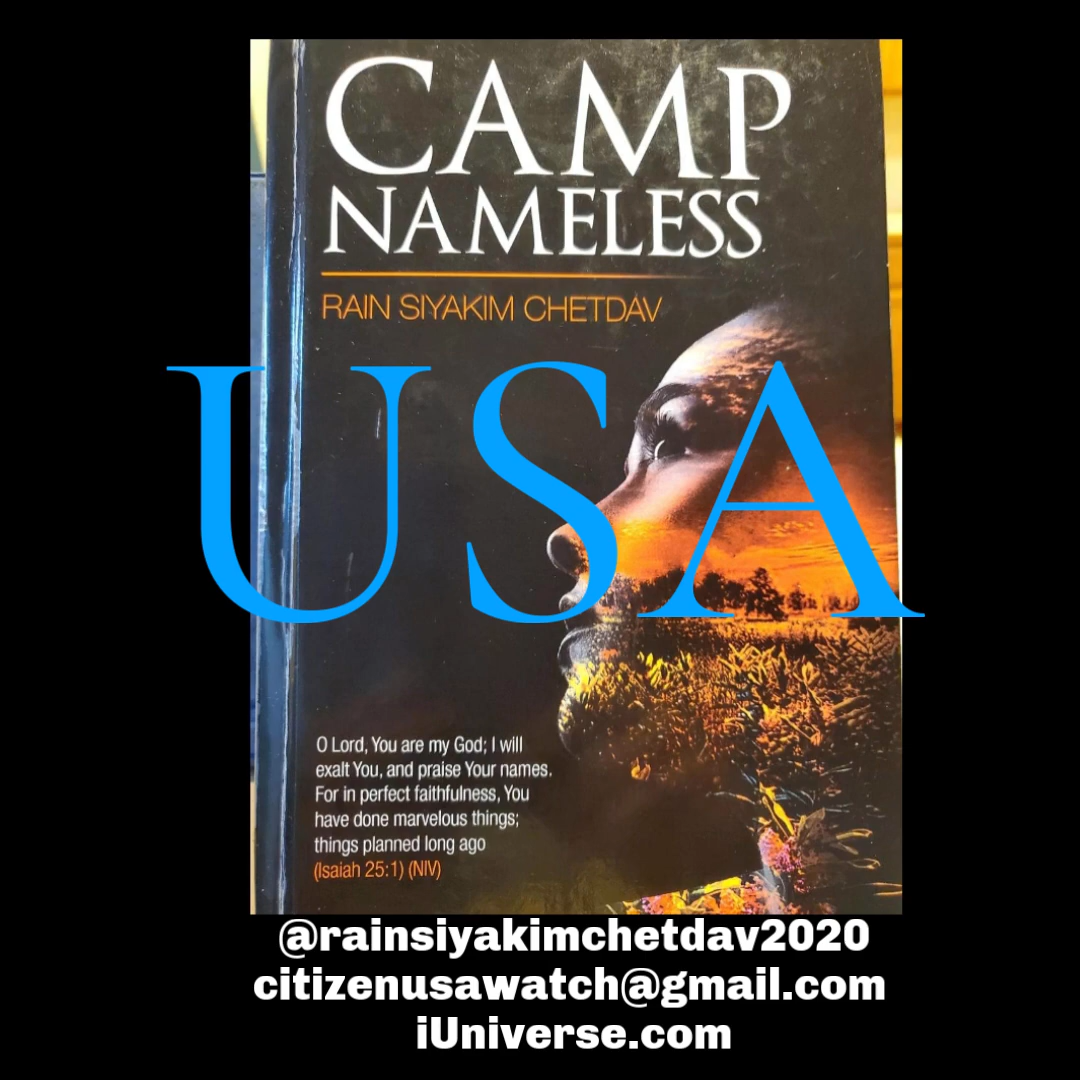 CAMP
NAMELESS
RAIN SIYAKIM CHETDAV
USA
O Lord, You are my God; I will
exalt You, and praise Your names.
For in perfect faithfulness, You
have done marvelous things;
things planned long ago
(Isaiah 25:1) (NIV)
@rainsiyakimchetdav2020
citizenusawatch@gmail.com
iUniverse.com